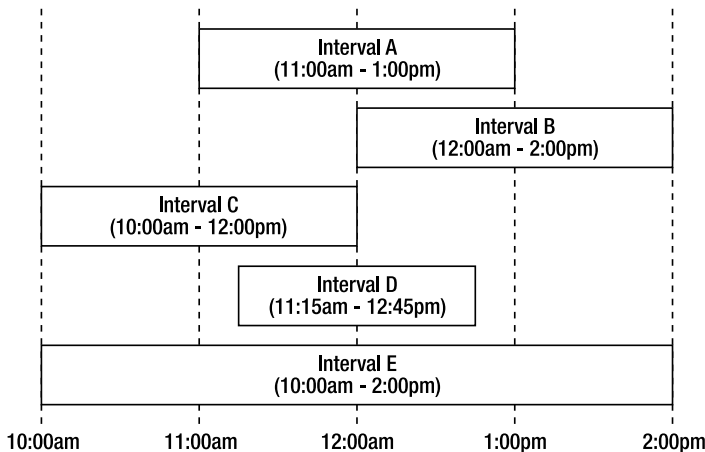 Interval A
(11:00am - 1:00pm)
Interval B
(12:00am - 2:00pm)
Interval C
(10:00am - 12:00pm)
Interval D
(11:15am - 12:45pm)
Interval E
(10:00am - 2:00pm)
10:00am 11:00am 12:00am 1:00pm 2:00pm